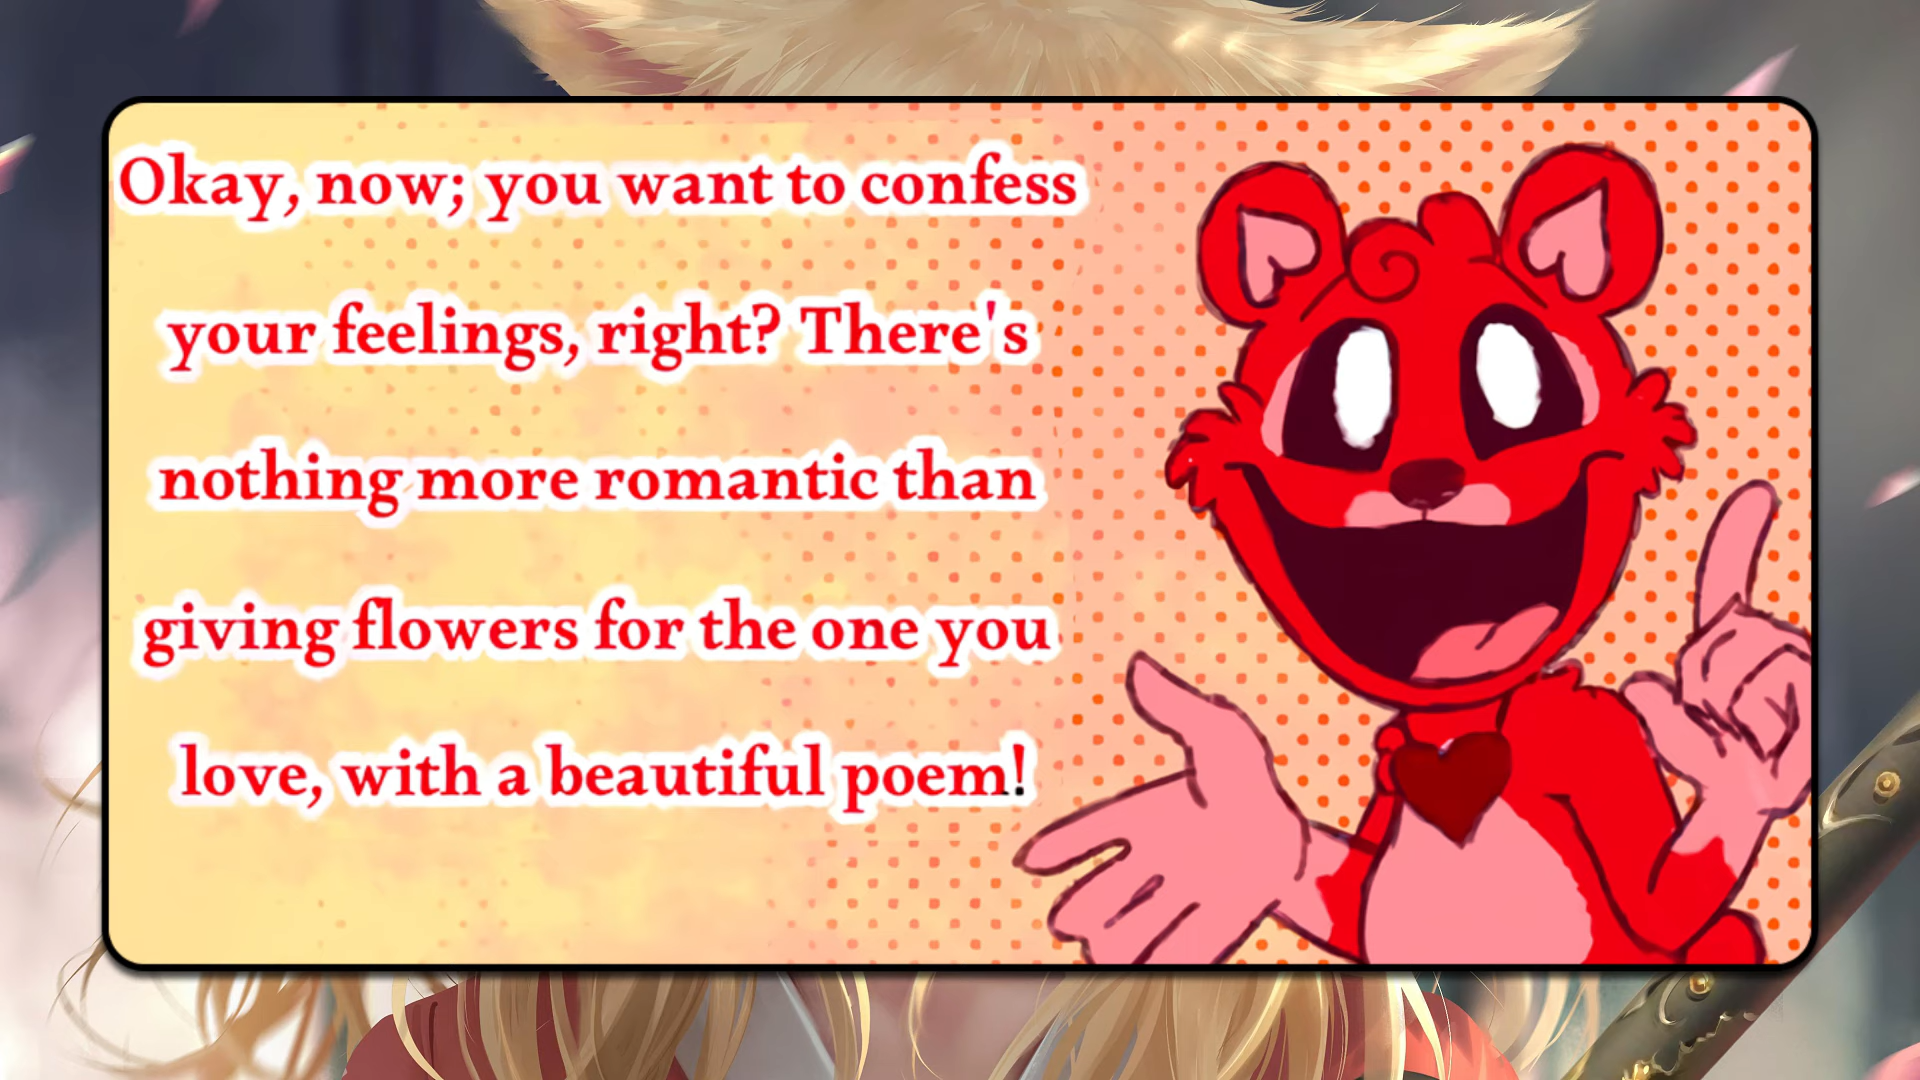 Okay, now; you want to confess
your feelings, right? There's
nothing more romantic than
giving flowers for the one you
love, with a beautiful poem!